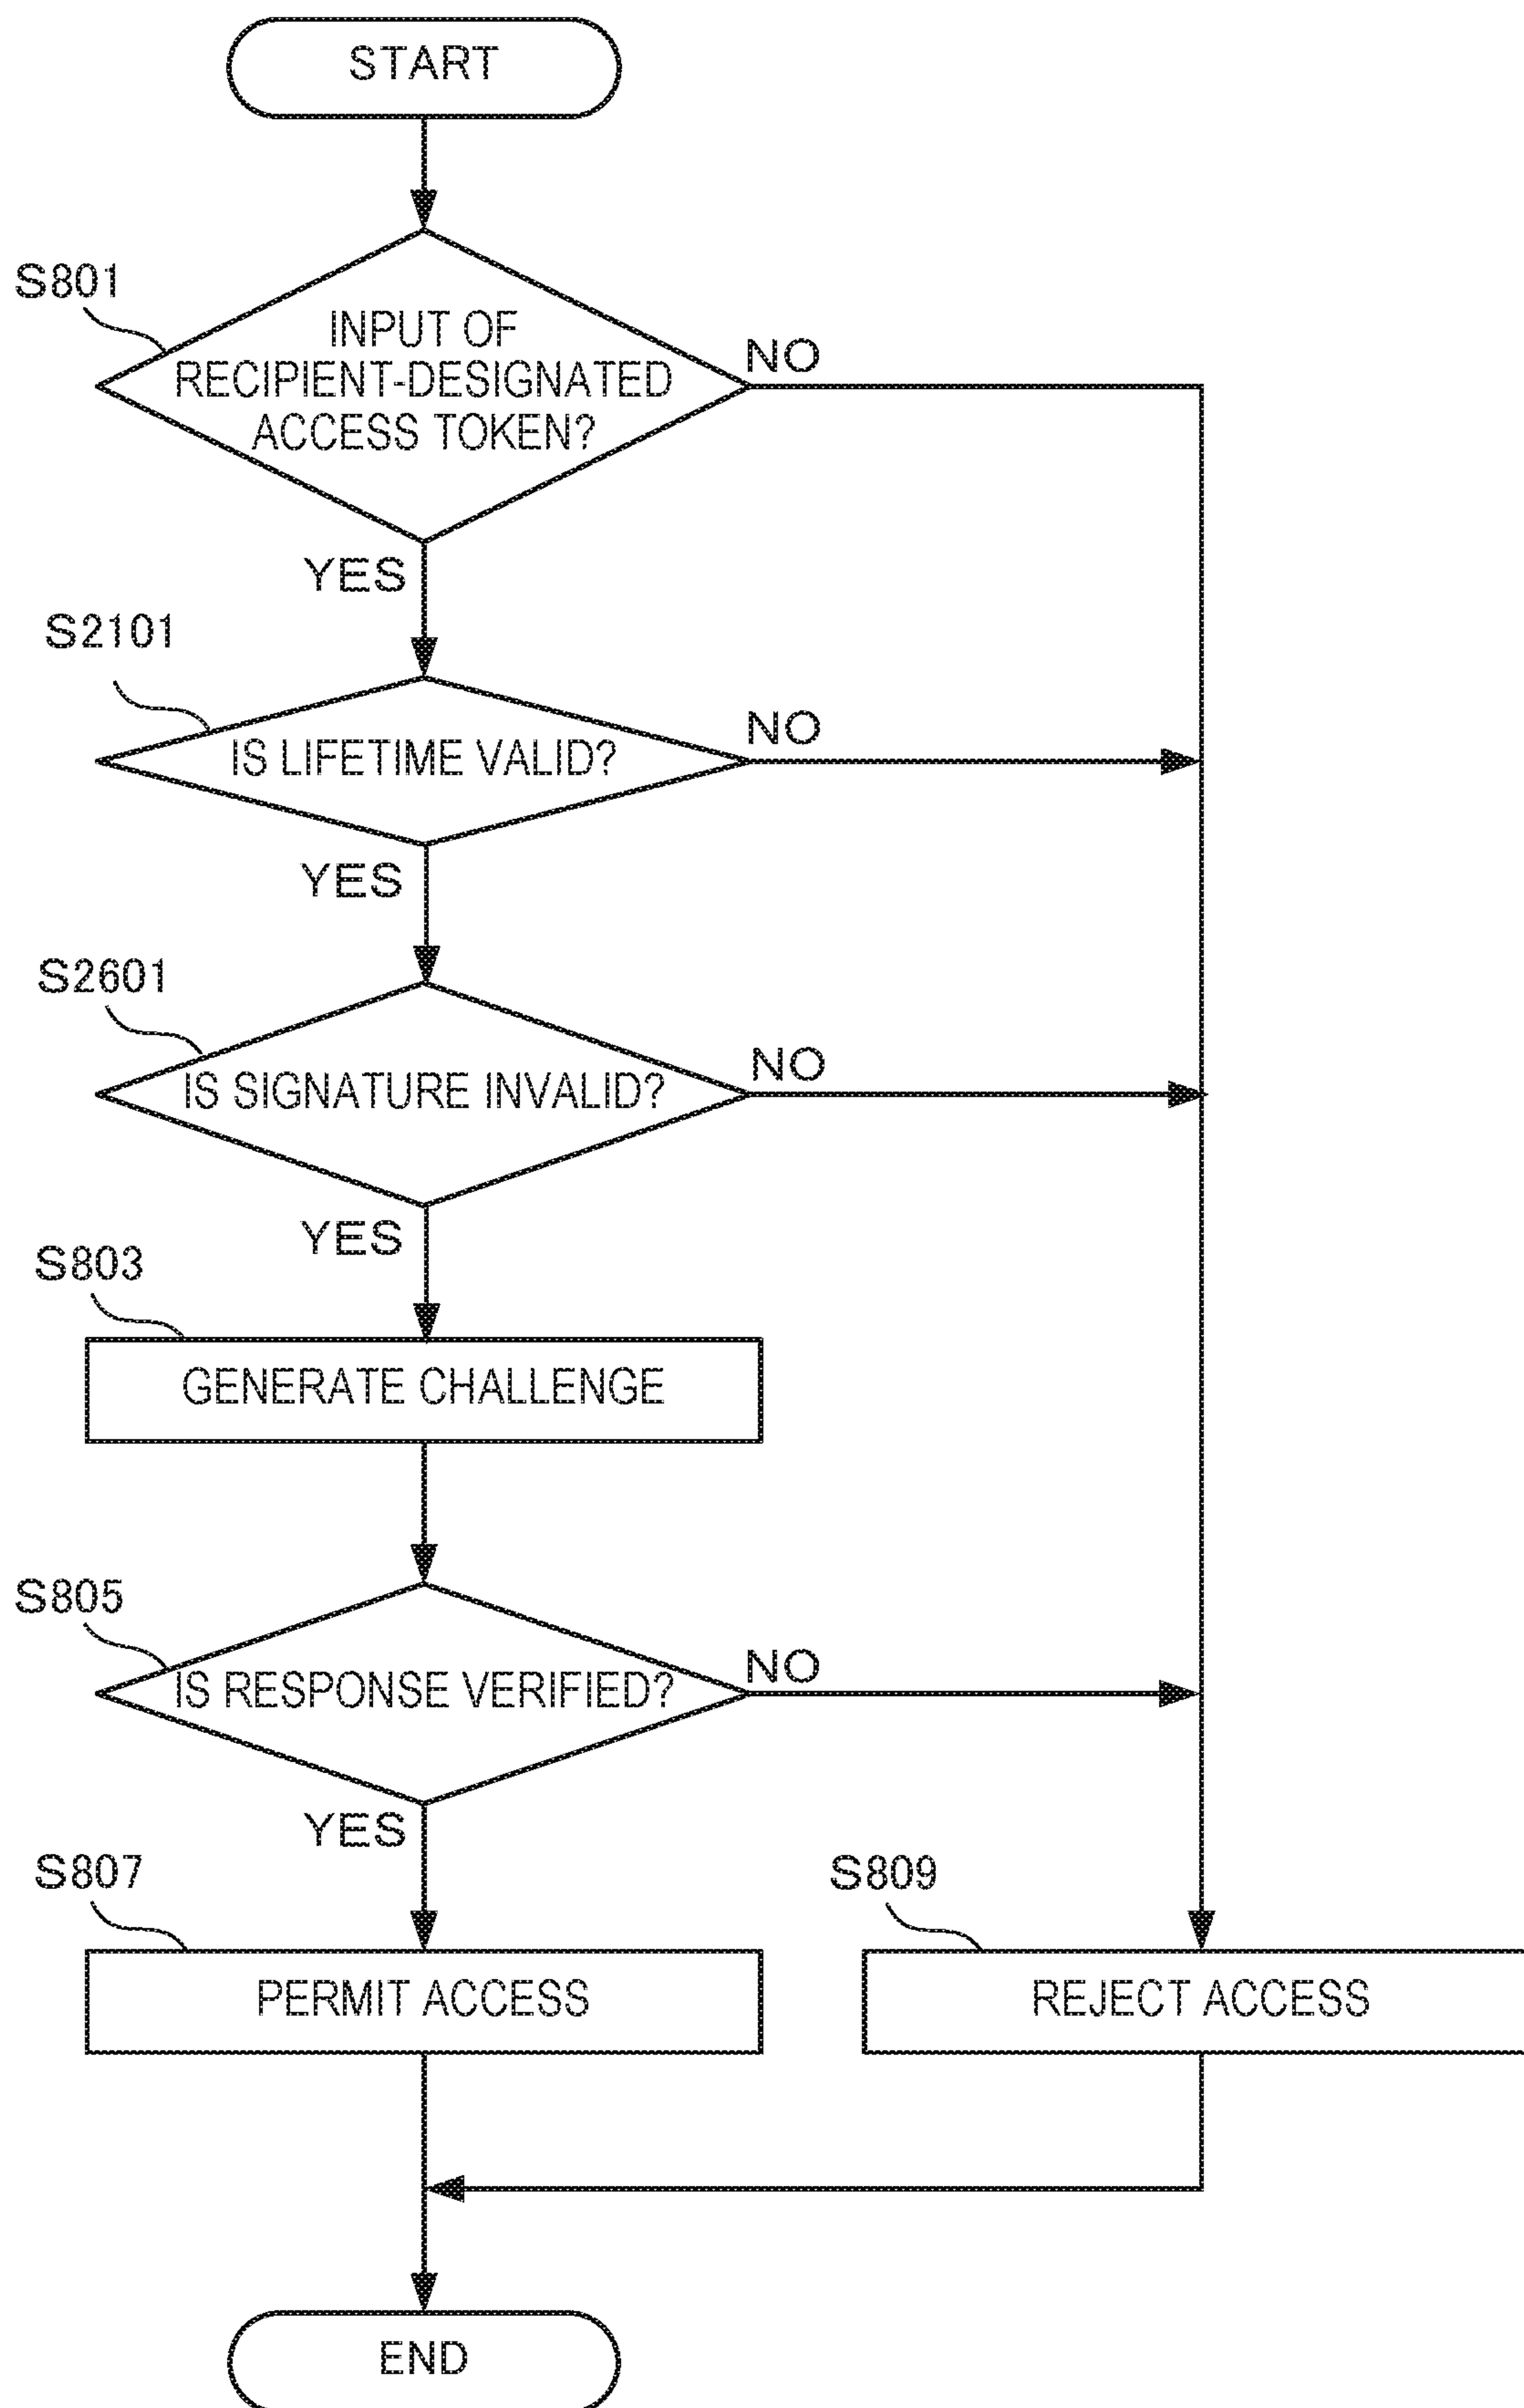 START
S801
INPUT OF
RECIPIENT-DESIGNATED
ACCESS TOKEN?
NO
YES
S2101
IS LIFETIME VALID?
NO
YES
S2601
IS SIGNATURE INVALID?
NO
YES
S803
GENERATE CHALLENGE
S805
IS RESPONSE VERIFIED?
NO
YES
S807
PERMIT ACCESS
S809
REJECT ACCESS
END